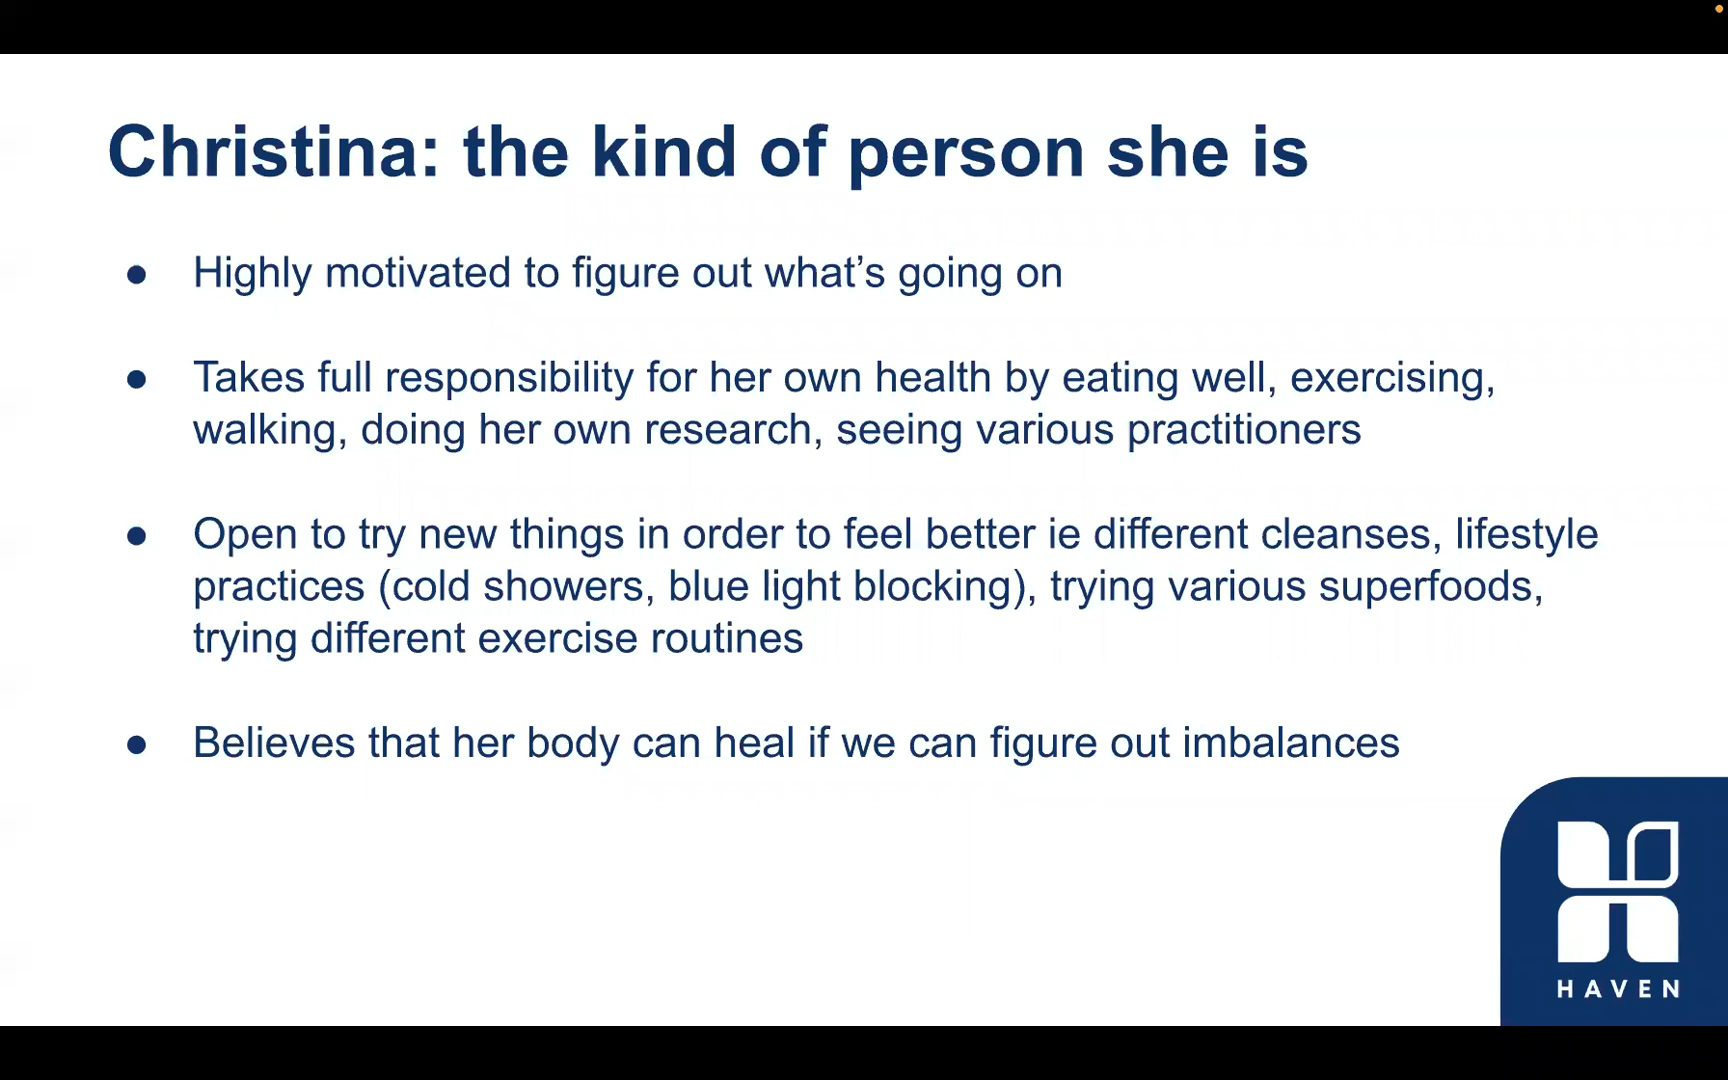 Christina: the kind of person she is
● Highly motivated to figure out what’s going on
● Takes full responsibility for her own health by eating well, exercising,
walking, doing her own research, seeing various practitioners
● Open to try new things in order to feel better ie different cleanses, lifestyle
practices (cold showers, blue light blocking), trying various superfoods,
trying different exercise routines
● Believes that her body can heal if we can figure out imbalances
HAVEN